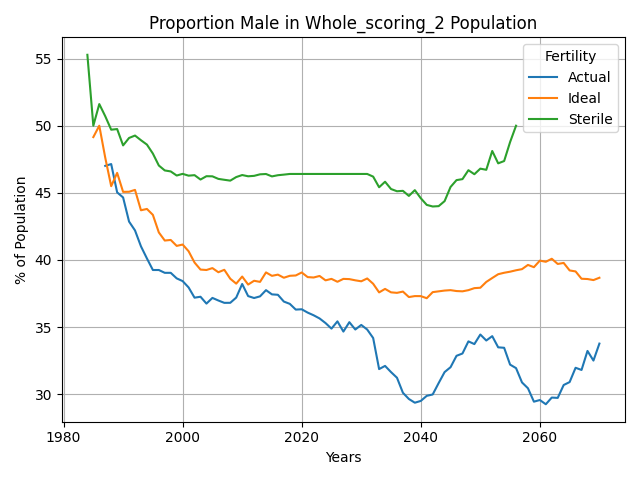 Proportion Male in Whole_scoring_2 Population
Fertility
Actual
Ideal
Sterile
% of Population
55
50
45
40
35
30
1980
2000
2020
2040
2060
Years